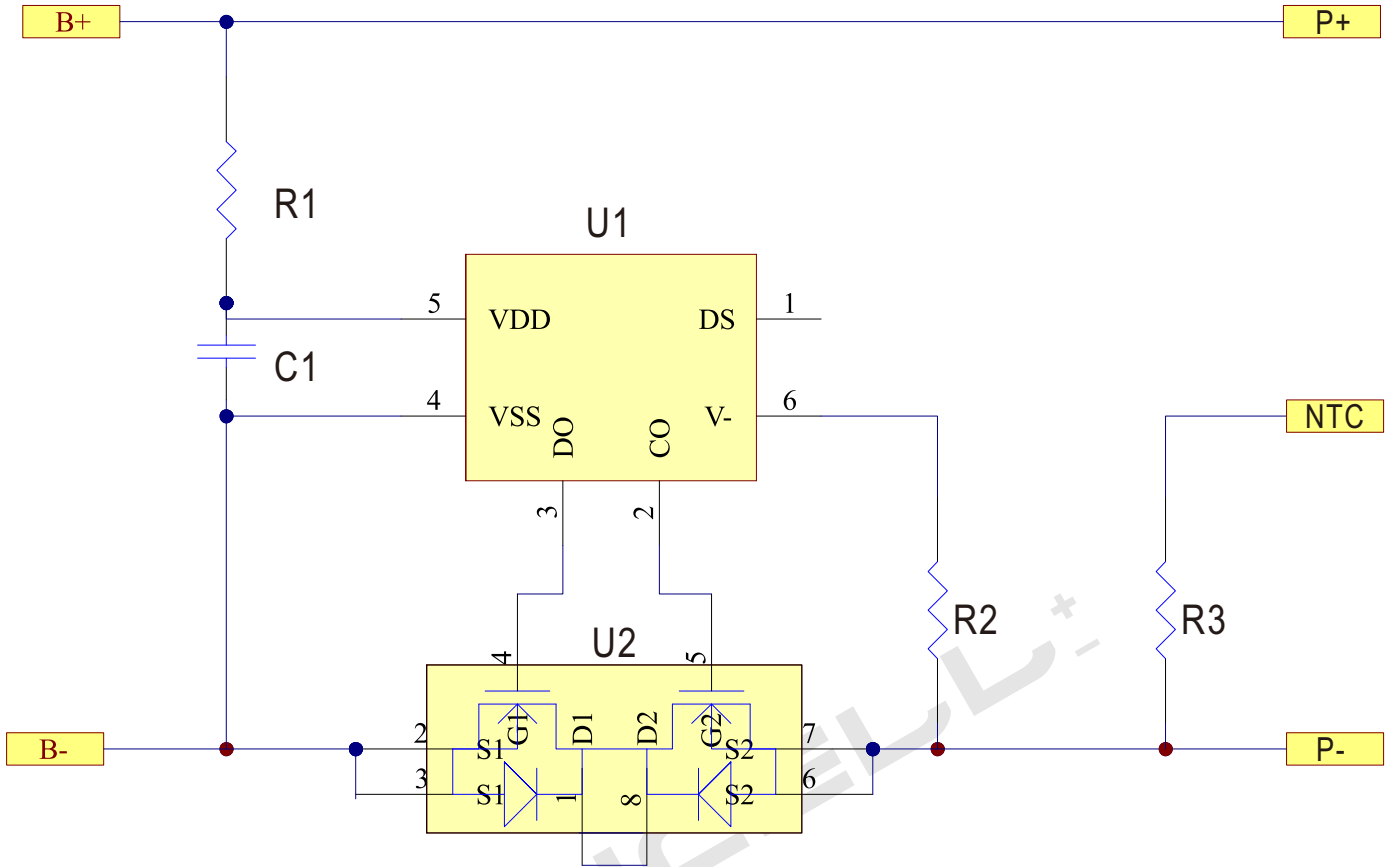 B+
P+
R1
U1
5
VDD
DS
1
C1
4
VSS
DO
CO
V-
6
NTC
3
2
R2
R3
U2
4
5
B-
2
S1
G1
D1
D2
G2
S2
7
P-
3
S1
1
8
S2
6